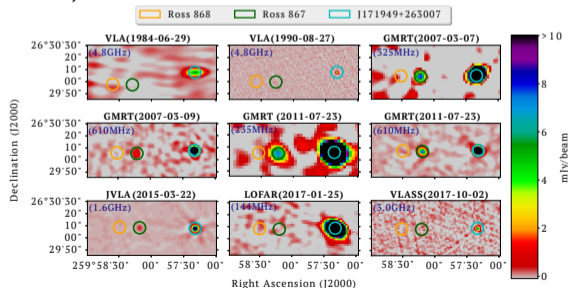 Ross 868 Ross 867 J171949+263007
VLA(1984-06-29) VLA(1990-08-27) GMRT(2007-03-07)
26°30'30" (4.8GHz) (4.8GHz) (325MHz) > 10
20"
10"
00"
29'50"
8
GMRT(2007-03-09) GMRT (2011-07-23) GMRT(2011-07-23)
26°30'30" (610MHz) (235MHz) (610MHz)
20"
10"
00"
29'50"
6
4
Declination (J2000) mJy/beam
JVLA(2015-03-22) LOFAR(2017-01-25) VLASS(2017-10-02)
26°30'30" (1.6GHz) (144MHz) (3.0GHz)
20"
10"
00"
29'50"
2
0
259°58'30" 00" 57'30" 58'30" 00" 57'30" 58'30" 00" 57'30"
Right Ascension (J2000)